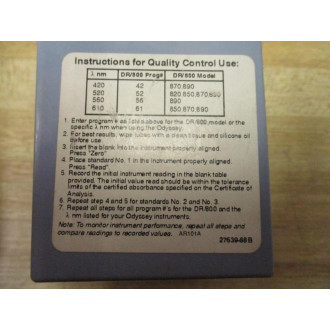 Instructions for Quality Control Use:
λ nm DR/800 Prog# DR/800 Model
420 42 870,890
520 52 820,850,870,890
560 56 890
610 61 850,870,890
1. Enter program # as listed above for the DR/800 model or the
specific λ nm when using the Odyssey.
2. For best results, wipe tubes with a clean tissue and silicone oil
before use.
3. Insert the blank into the instrument properly aligned.
Press "Zero".
4. Place standard No. 1 in the instrument properly aligned.
Press "Read".
5. Record the initial instrument reading in the blank table
provided. The initial value read should be within the tolerance
limits of the certified absorbance specified on the Certificate of
Analysis.
6. Repeat step 4 and 5 for standards No. 2 and No. 3.
7. Repeat all steps for all program #'s for the DR/800 and the
λ nm listed for your Odyssey instruments.
Note: To monitor instrument performance, repeat all steps and
compare readings to recorded values. AR101A
27639-88B